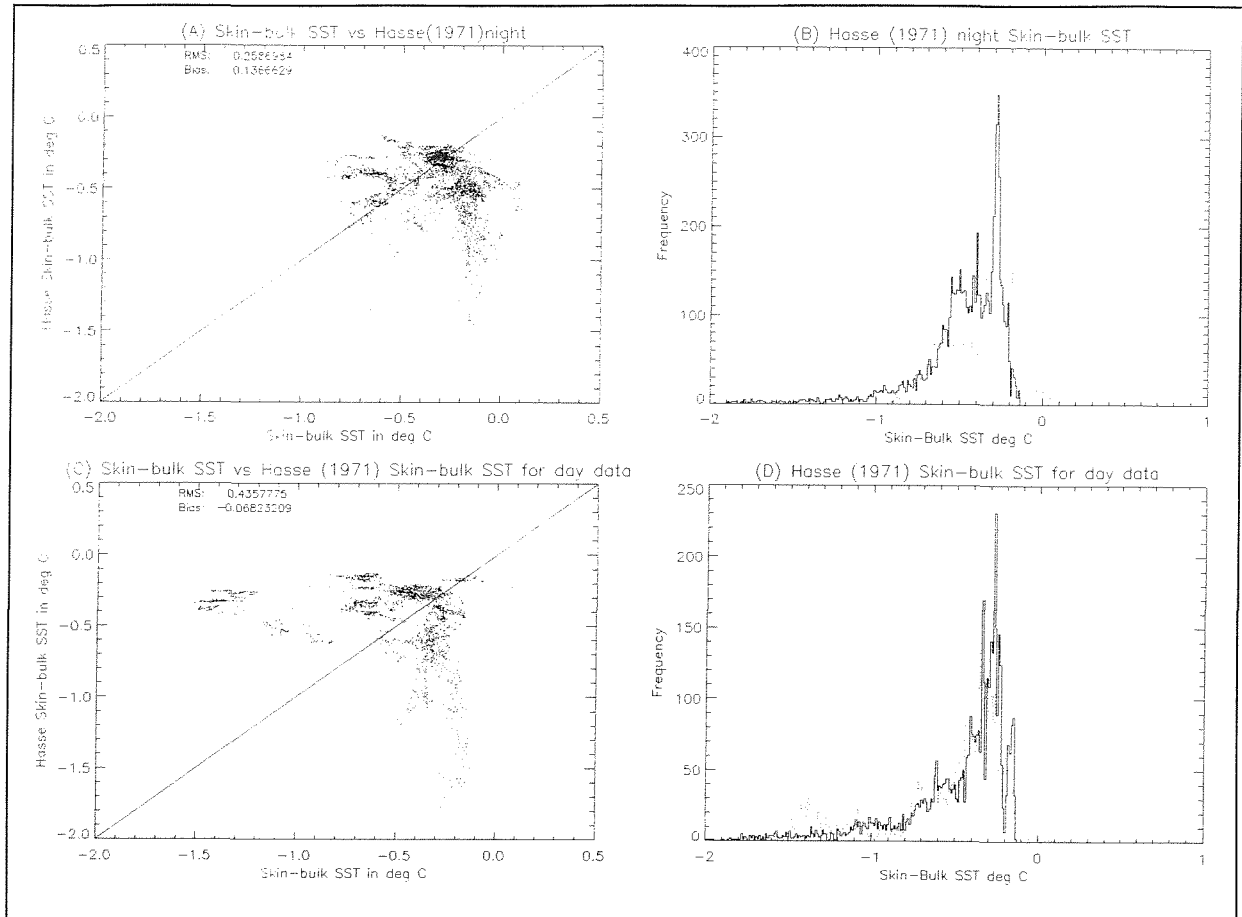 (A) Skin-bulk SST vs Hasse(1971)night
RMS: 0.2586984
Bias: 0.1366629
0.5
0.0
-0.5
-1.0
-1.5
-2.0
Hasse Skin-bulk SST in deg C
-2.0 -1.5 -1.0 -0.5 0.0 0.5
Skin-bulk SST in deg C
(B) Hasse (1971) night Skin-bulk SST
400
300
200
100
0
Frequency
-2 -1 0 1
Skin-Bulk SST deg C
(C) Skin-bulk SST vs Hasse (1971) Skin-bulk SST for day data
RMS: 0.4357775
Bias: -0.06823209
0.5
0.0
-0.5
-1.0
-1.5
-2.0
Hasse Skin-bulk SST in deg C
-2.0 -1.5 -1.0 -0.5 0.0 0.5
Skin-bulk SST in deg C
(D) Hasse (1971) Skin-bulk SST for day data
250
200
150
100
50
0
Frequency
-2 -1 0 1
Skin-Bulk SST deg C